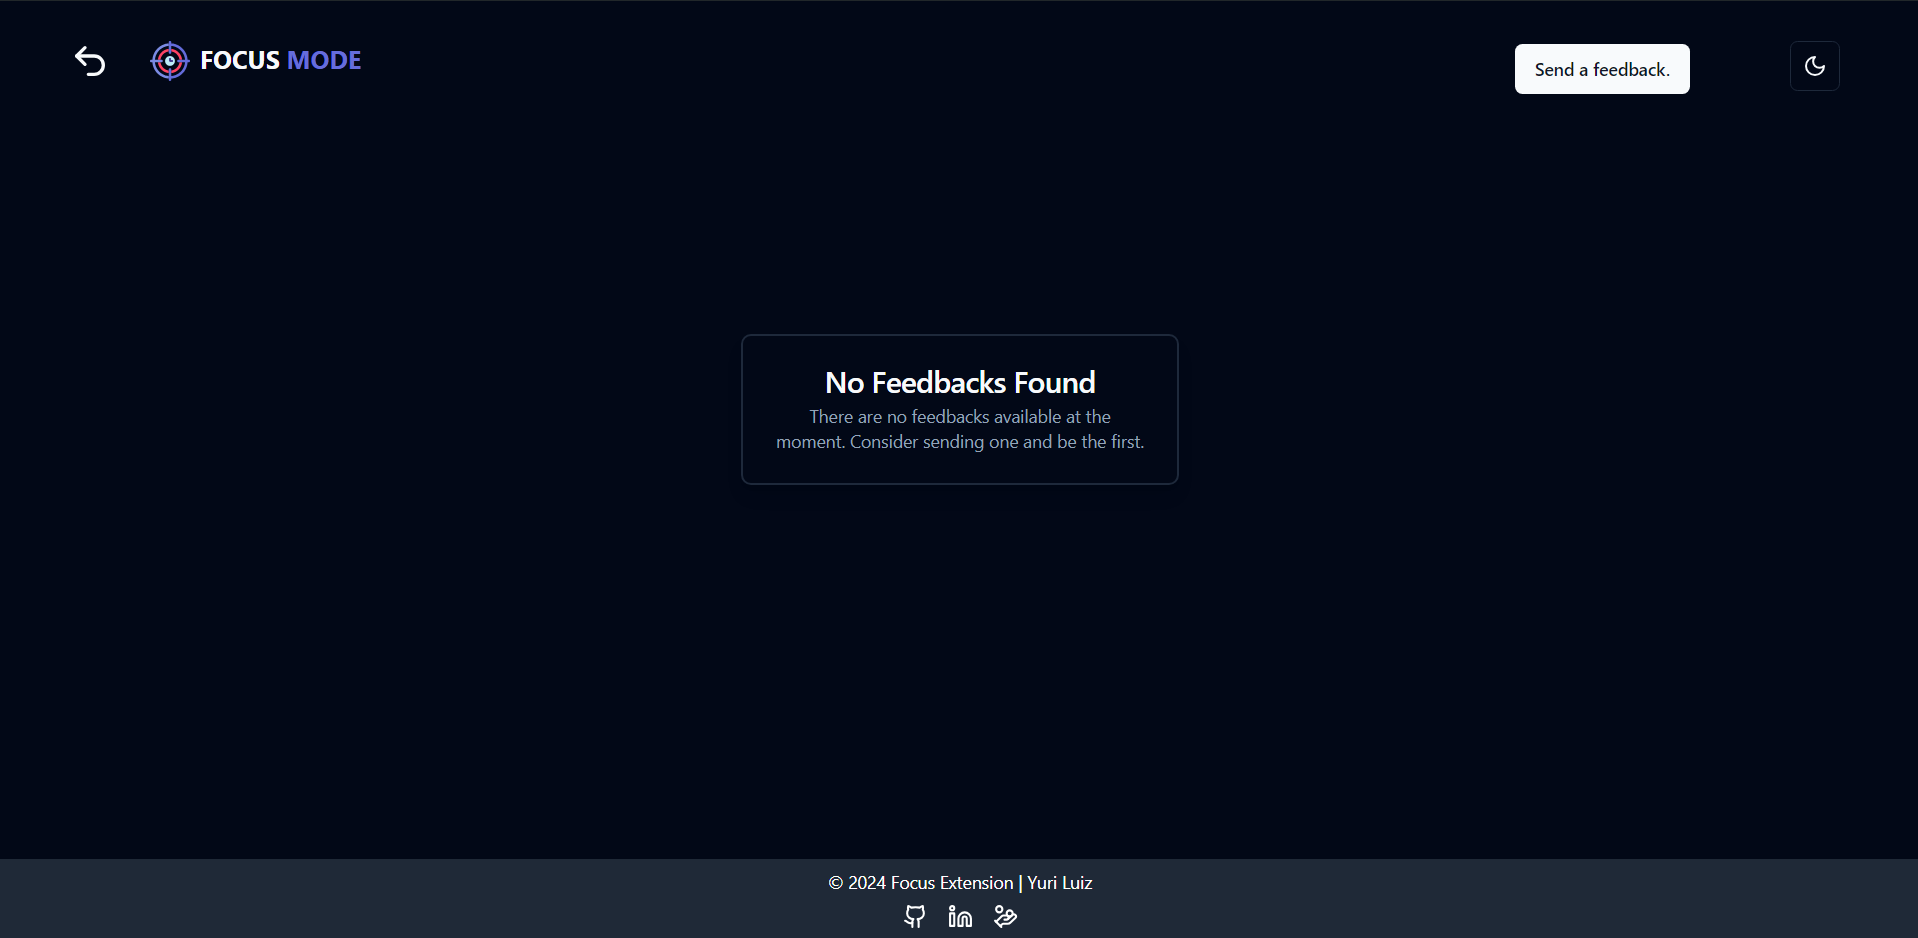 FOCUS MODE
Send a feedback.
No Feedbacks Found
There are no feedbacks available at the
moment. Consider sending one and be the first.
© 2024 Focus Extension | Yuri Luiz